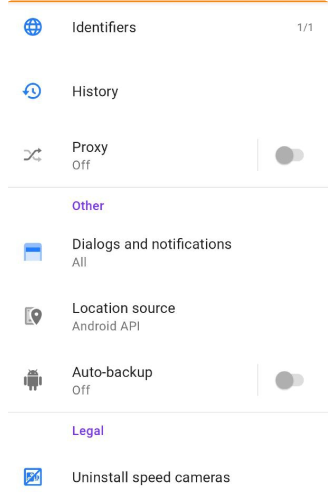 Identifiers
1/1
History
Proxy
Off
Other
Dialogs and notifications
All
Location source
Android API
Auto-backup
Off
Legal
Uninstall speed cameras